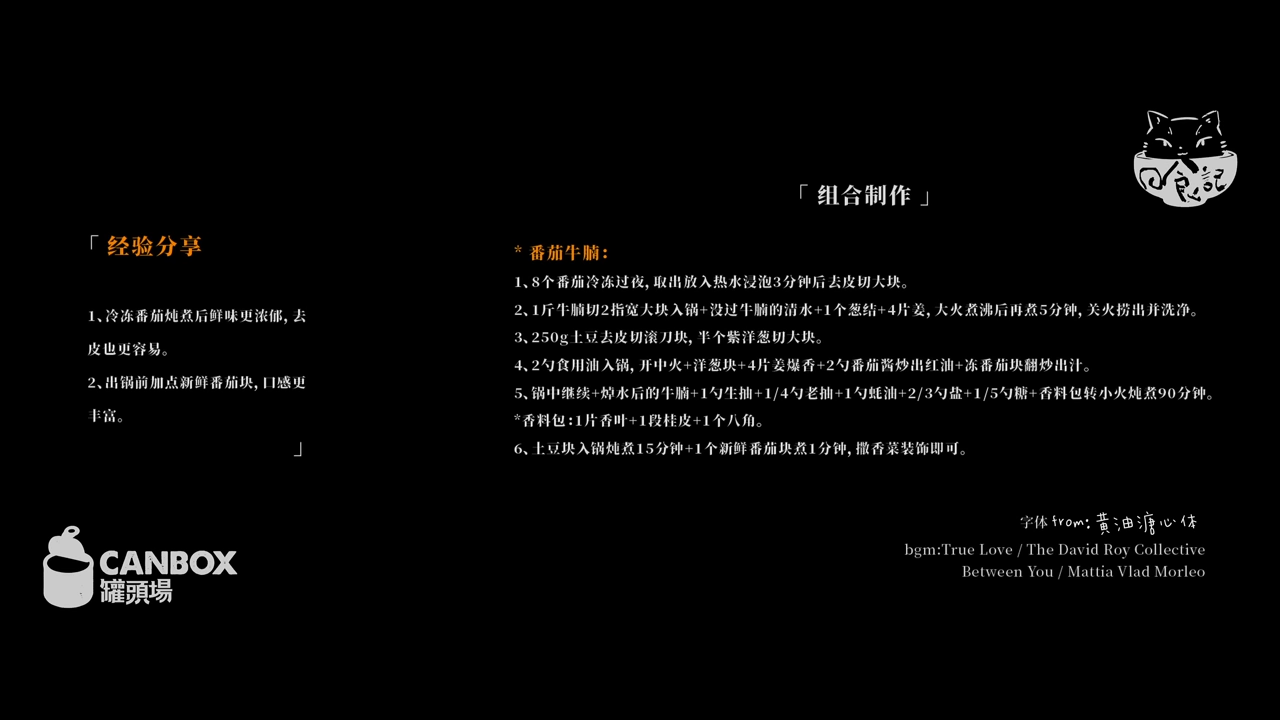 日食记
「 组合制作 」
「 经验分享
1、冷冻番茄炖煮后鲜味更浓郁, 去
皮也更容易。
2、出锅前加点新鲜番茄块, 口感更
丰富。
」
* 番茄牛腩:
1、8个番茄冷冻过夜, 取出放入热水浸泡3分钟后去皮切大块。
2、1斤牛腩切2指宽大块入锅+没过牛腩的清水+1个葱结+4片姜, 大火煮沸后再煮5分钟, 关火捞出并洗净。
3、250g土豆去皮切滚刀块, 半个紫洋葱切大块。
4、2勺食用油入锅, 开中火+洋葱块+4片姜爆香+2勺番茄酱炒出红油+冻番茄块翻炒出汁。
5、锅中继续+焯水后的牛腩+1勺生抽+1/4勺老抽+1勺蚝油+2/3勺盐+1/5勺糖+香料包转小火炖煮90分钟。
*香料包:1片香叶+1段桂皮+1个八角。
6、土豆块入锅炖煮15分钟+1个新鲜番茄块煮1分钟, 撒香菜装饰即可。
字体 from: 黄油溏心体
bgm:True Love / The David Roy Collective
Between You / Mattia Vlad Morleo
CANBOX
罐頭場